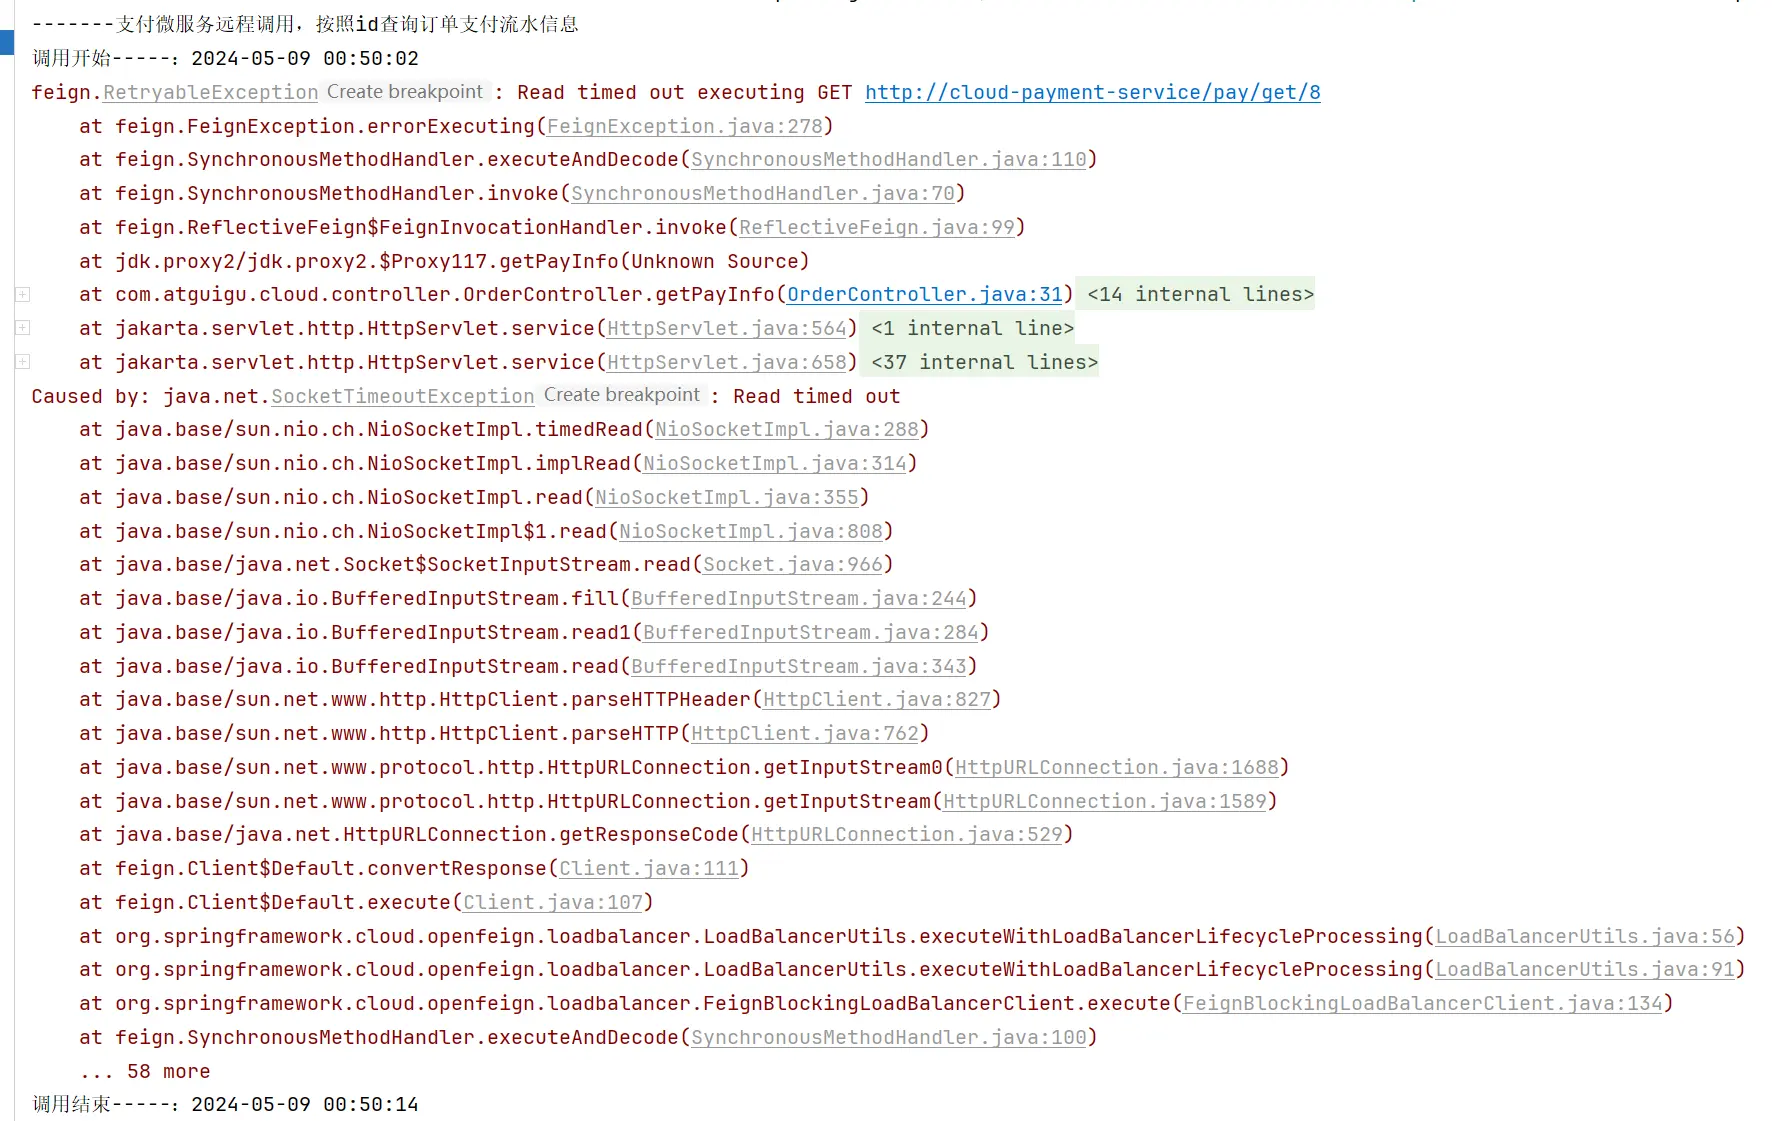 -------支付微服务远程调用，按照id查询订单支付流水信息
调用开始-----：2024-05-09 00:50:02
feign.RetryableException Create breakpoint : Read timed out executing GET http://cloud-payment-service/pay/get/8
at feign.FeignException.errorExecuting(FeignException.java:278)
at feign.SynchronousMethodHandler.executeAndDecode(SynchronousMethodHandler.java:110)
at feign.SynchronousMethodHandler.invoke(SynchronousMethodHandler.java:70)
at feign.ReflectiveFeign$FeignInvocationHandler.invoke(ReflectiveFeign.java:99)
at jdk.proxy2/jdk.proxy2.$Proxy117.getPayInfo(Unknown Source)
at com.atguigu.cloud.controller.OrderController.getPayInfo(OrderController.java:31) <14 internal lines>
at jakarta.servlet.http.HttpServlet.service(HttpServlet.java:564) <1 internal line>
at jakarta.servlet.http.HttpServlet.service(HttpServlet.java:658) <37 internal lines>
Caused by: java.net.SocketTimeoutException Create breakpoint : Read timed out
at java.base/sun.nio.ch.NioSocketImpl.timedRead(NioSocketImpl.java:288)
at java.base/sun.nio.ch.NioSocketImpl.implRead(NioSocketImpl.java:314)
at java.base/sun.nio.ch.NioSocketImpl.read(NioSocketImpl.java:355)
at java.base/sun.nio.ch.NioSocketImpl$1.read(NioSocketImpl.java:808)
at java.base/java.net.Socket$SocketInputStream.read(Socket.java:966)
at java.base/java.io.BufferedInputStream.fill(BufferedInputStream.java:244)
at java.base/java.io.BufferedInputStream.read1(BufferedInputStream.java:284)
at java.base/java.io.BufferedInputStream.read(BufferedInputStream.java:343)
at java.base/sun.net.www.http.HttpClient.parseHTTPHeader(HttpClient.java:827)
at java.base/sun.net.www.http.HttpClient.parseHTTP(HttpClient.java:762)
at java.base/sun.net.www.protocol.http.HttpURLConnection.getInputStream0(HttpURLConnection.java:1688)
at java.base/sun.net.www.protocol.http.HttpURLConnection.getInputStream(HttpURLConnection.java:1589)
at java.base/java.net.HttpURLConnection.getResponseCode(HttpURLConnection.java:529)
at feign.Client$Default.convertResponse(Client.java:111)
at feign.Client$Default.execute(Client.java:107)
at org.springframework.cloud.openfeign.loadbalancer.LoadBalancerUtils.executeWithLoadBalancerLifecycleProcessing(LoadBalancerUtils.java:56)
at org.springframework.cloud.openfeign.loadbalancer.LoadBalancerUtils.executeWithLoadBalancerLifecycleProcessing(LoadBalancerUtils.java:91)
at org.springframework.cloud.openfeign.loadbalancer.FeignBlockingLoadBalancerClient.execute(FeignBlockingLoadBalancerClient.java:134)
at feign.SynchronousMethodHandler.executeAndDecode(SynchronousMethodHandler.java:100)
... 58 more
调用结束-----：2024-05-09 00:50:14